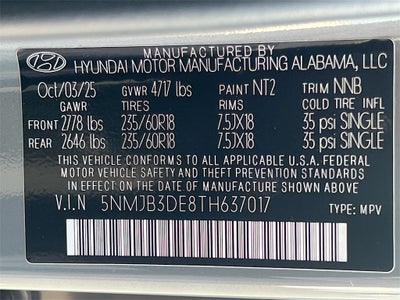 MANUFACTURED BY
HYUNDAI MOTOR MANUFACTURING ALABAMA, LLC
Oct/03/25 GVWR 4717 lbs PAINT NT2 TRIM NNB
GAWR TIRES RIMS COLD TIRE INFL
FRONT 2778 lbs 235/60R18 7.5JX18 35 psi SINGLE
REAR 2646 lbs 235/60R18 7.5JX18 35 psi SINGLE
THIS VEHICLE CONFORMS TO ALL APPLICABLE U.S.A. FEDERAL
MOTOR VEHICLE SAFETY AND THEFT PREVENTION STANDARDS
IN EFFECT ON THE DATE OF MANUFACTURE SHOWN ABOVE.
V.I.N 5NMJB3DE8TH637017 TYPE: MPV